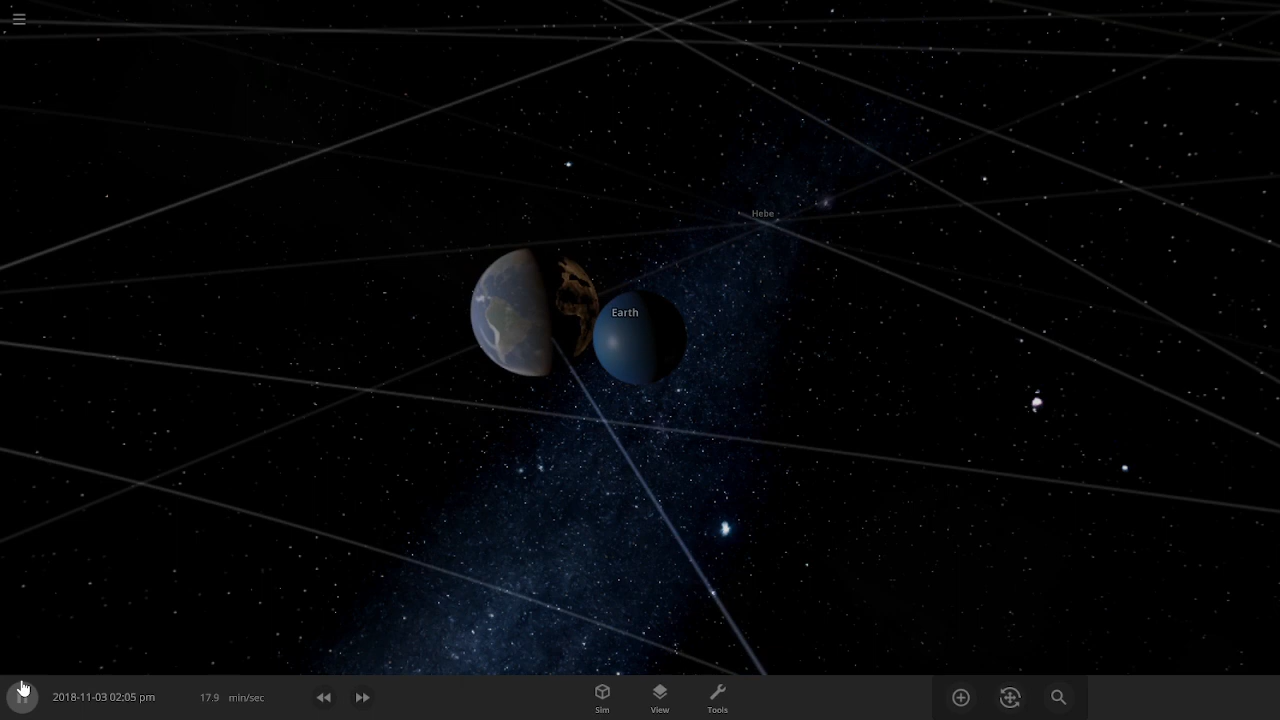 Hebe
Earth
2018-11-03 02:05 pm
17.9 min/sec
Sim
View
Tools